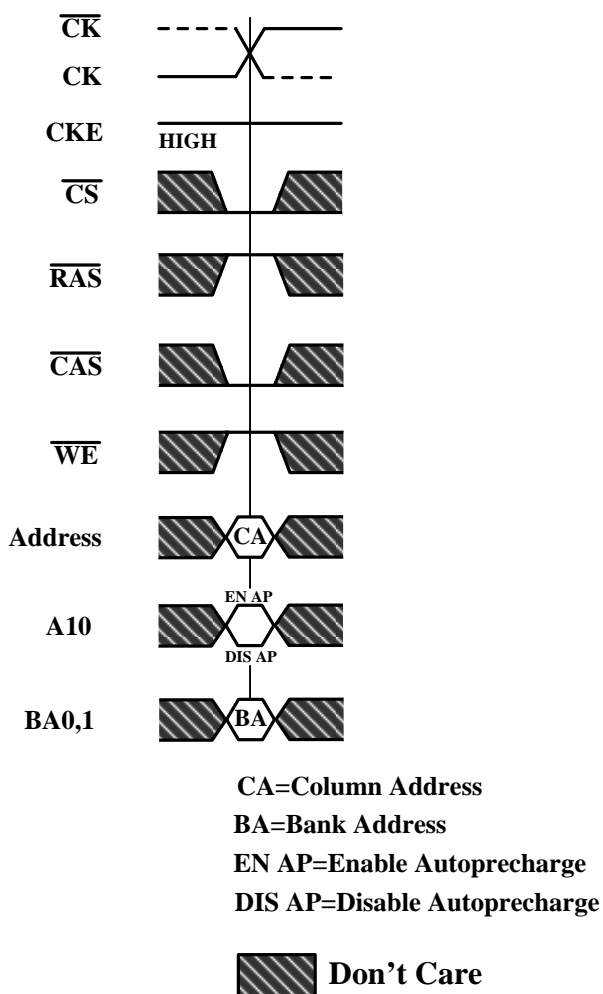 CK
CK
CKE
HIGH
CS
RAS
CAS
WE
Address
CA
EN AP
A10
DIS AP
BA0,1
BA
CA=Column Address
BA=Bank Address
EN AP=Enable Autoprecharge
DIS AP=Disable Autoprecharge
Don't Care